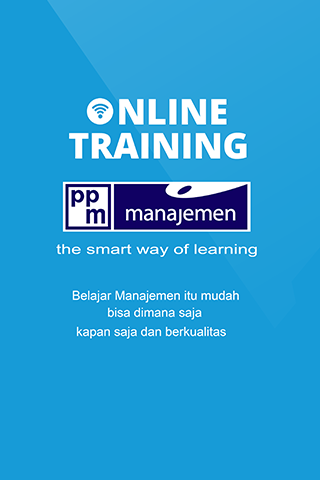 ONLINE
TRAINING
ppm manajemen
the smart way of learning
Belajar Manajemen itu mudah
bisa dimana saja
kapan saja dan berkualitas